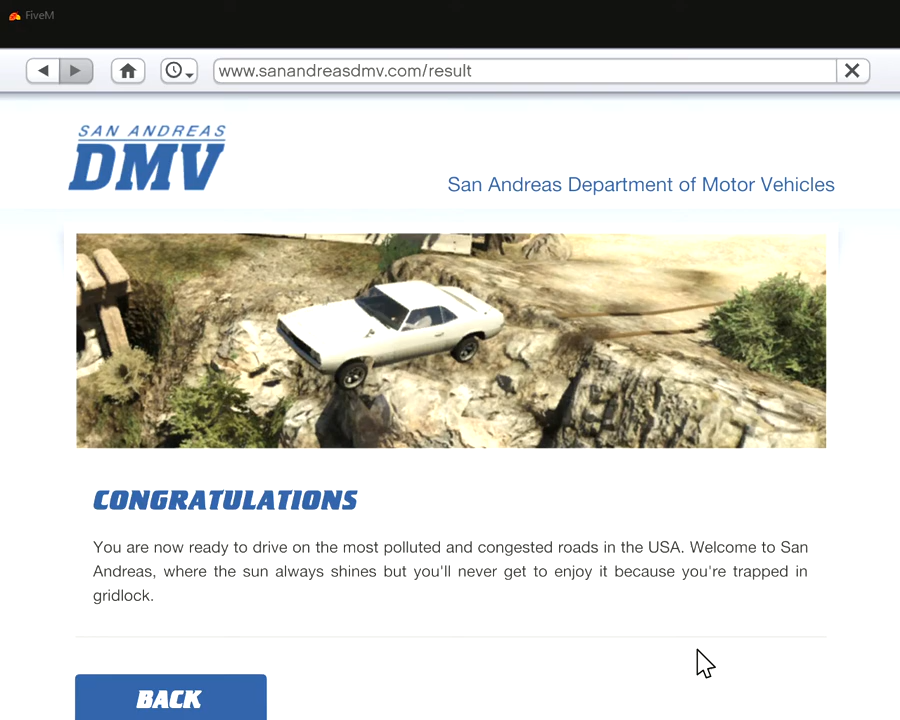 FiveM
www.sanandreasdmv.com/result
SAN ANDREAS
DMV
San Andreas Department of Motor Vehicles
CONGRATULATIONS
You are now ready to drive on the most polluted and congested roads in the USA. Welcome to San
Andreas, where the sun always shines but you'll never get to enjoy it because you're trapped in
gridlock.
BACK